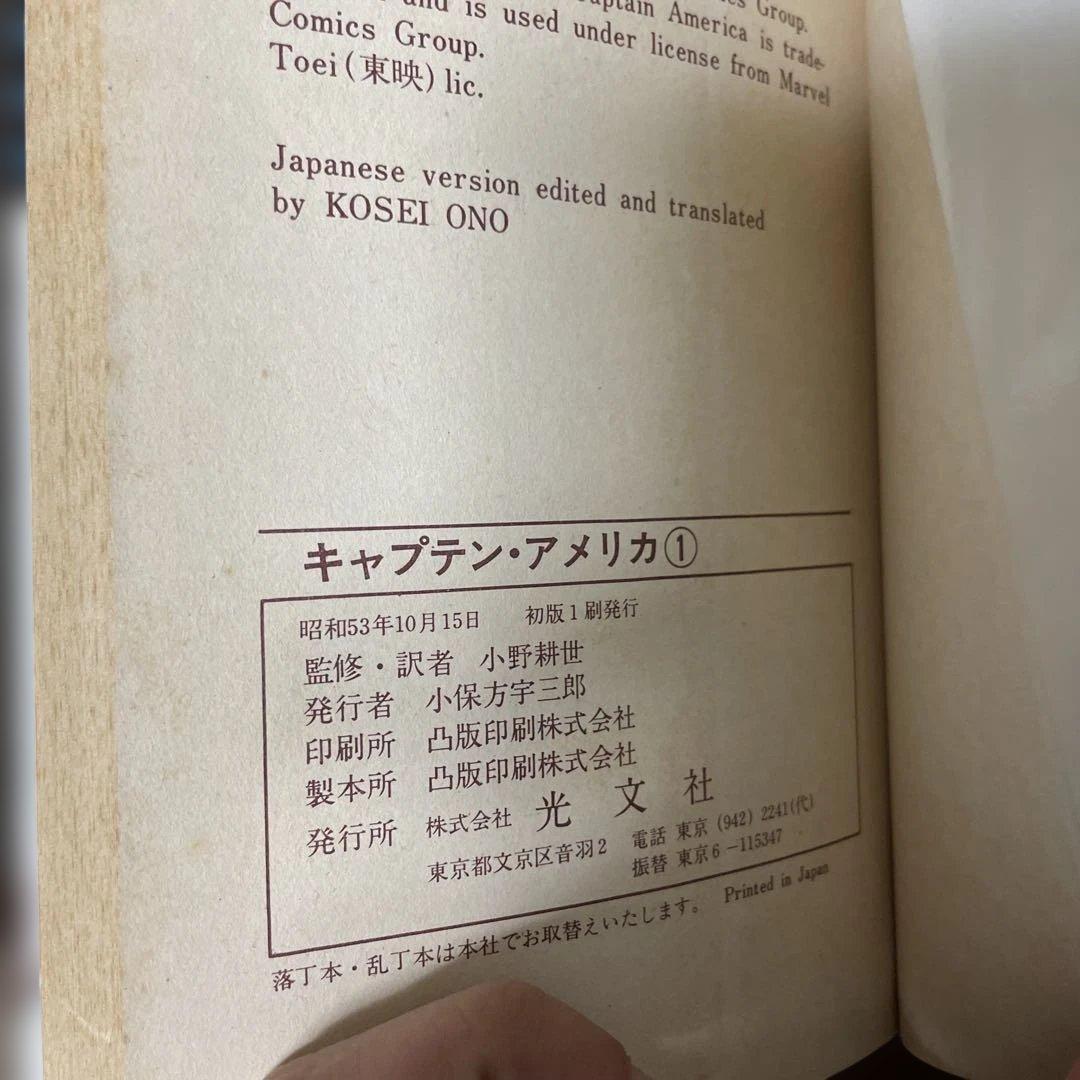 Comics Group.
Captain America is trade-
and is used under license from Marvel
Comics Group.
Toei(東映)lic.
Japanese version edited and translated
by KOSEI ONO
キャプテン・アメリカ①
昭和53年10月15日 初版1刷発行
監修・訳者 小野耕世
発行者 小保方宇三郎
印刷所 凸版印刷株式会社
製本所 凸版印刷株式会社
発行所 株式会社 光文社
東京都文京区音羽2 電話 東京 (942) 2241(代)
振替 東京6-115347
落丁本・乱丁本は本社でお取替えいたします。 Printed in Japan